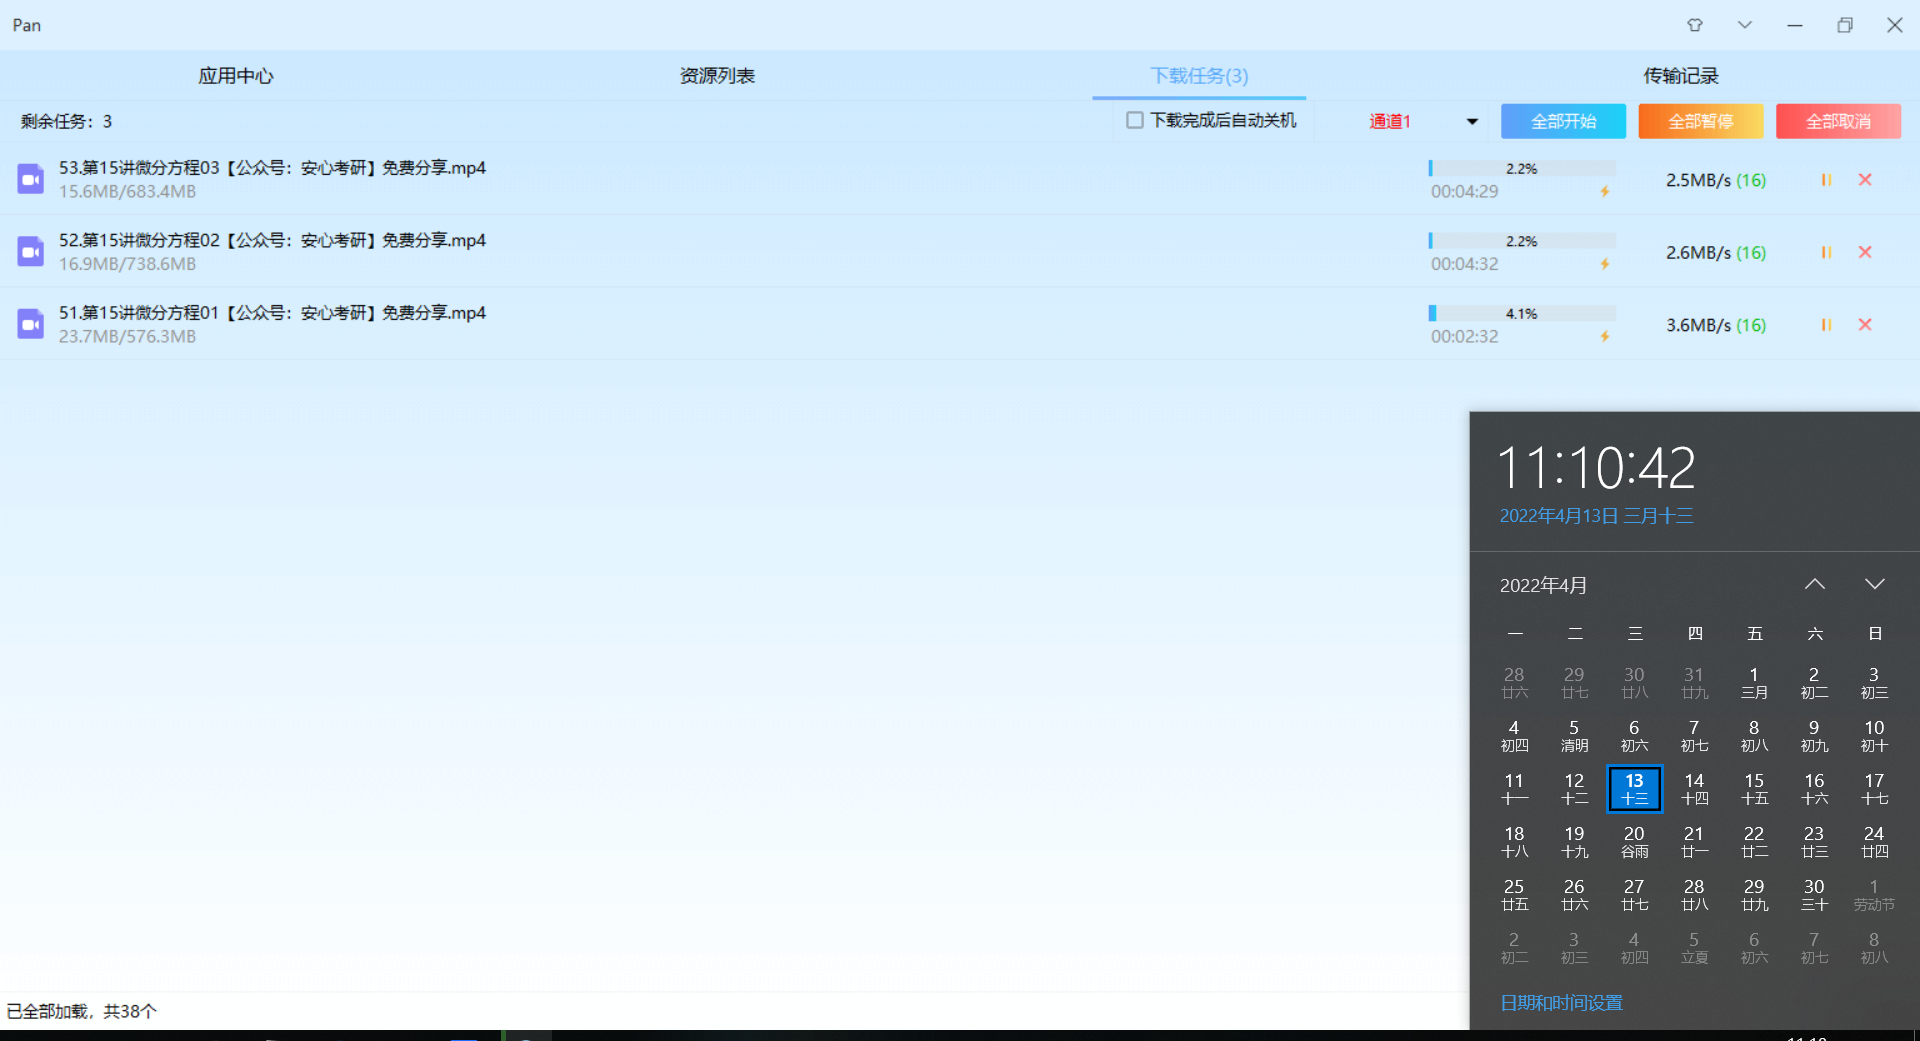 Pan
应用中心 资源列表 下载任务(3) 传输记录
剩余任务：3 下载完成后自动关机 通道1 全部开始 全部暂停 全部取消
53.第15讲微分方程03【公众号：安心考研】免费分享.mp4
15.6MB/683.4MB
2.2%
00:04:29
2.5MB/s (16)
52.第15讲微分方程02【公众号：安心考研】免费分享.mp4
16.9MB/738.6MB
2.2%
00:04:32
2.6MB/s (16)
51.第15讲微分方程01【公众号：安心考研】免费分享.mp4
23.7MB/576.3MB
4.1%
00:02:32
3.6MB/s (16)
11:10:42
2022年4月13日 三月十三
2022年4月
一 二 三 四 五 六 日
28 29 30 31 1 2 3
廿六 廿七 廿八 廿九 三月 初二 初三
4 5 6 7 8 9 10
初四 清明 初六 初七 初八 初九 初十
11 12 13 14 15 16 17
十一 十二 十三 十四 十五 十六 十七
18 19 20 21 22 23 24
十八 十九 谷雨 廿一 廿二 廿三 廿四
25 26 27 28 29 30 1
廿五 廿六 廿七 廿八 廿九 三十 劳动节
2 3 4 5 6 7 8
初二 初三 初四 立夏 初六 初七 初八
日期和时间设置
已全部加载，共38个